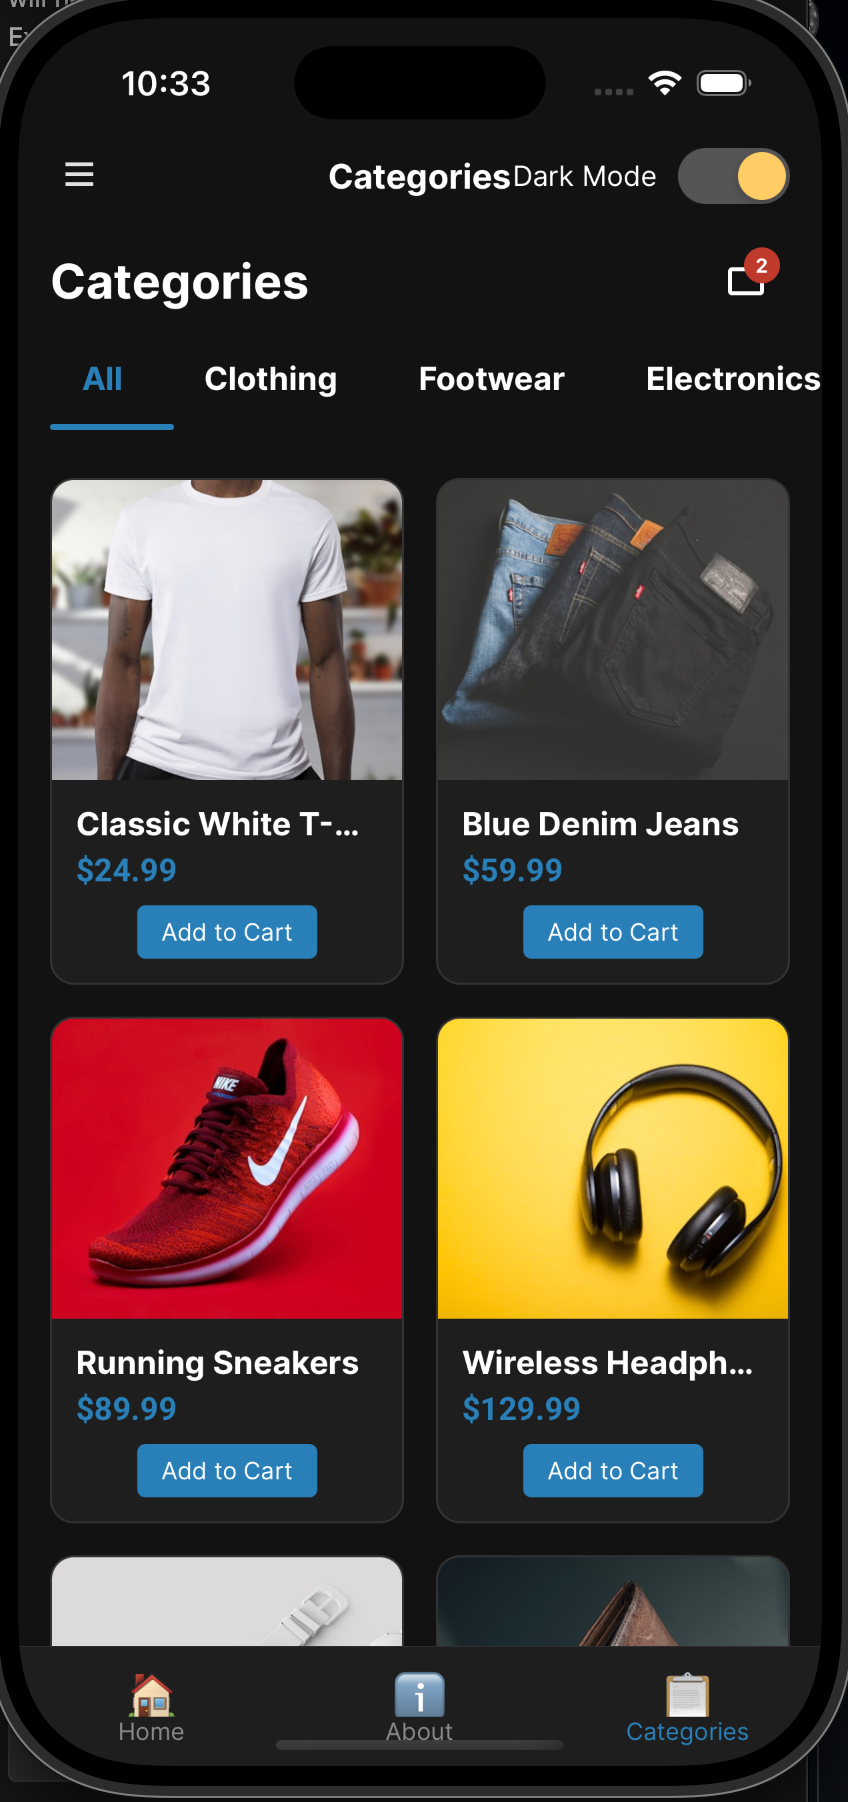 10:33
Categories Dark Mode
Categories
2
All Clothing Footwear Electronics
Classic White T-...
$24.99
Add to Cart
Blue Denim Jeans
$59.99
Add to Cart
NIKE
Running Sneakers
$89.99
Add to Cart
Wireless Headph...
$129.99
Add to Cart
Home
About
Categories